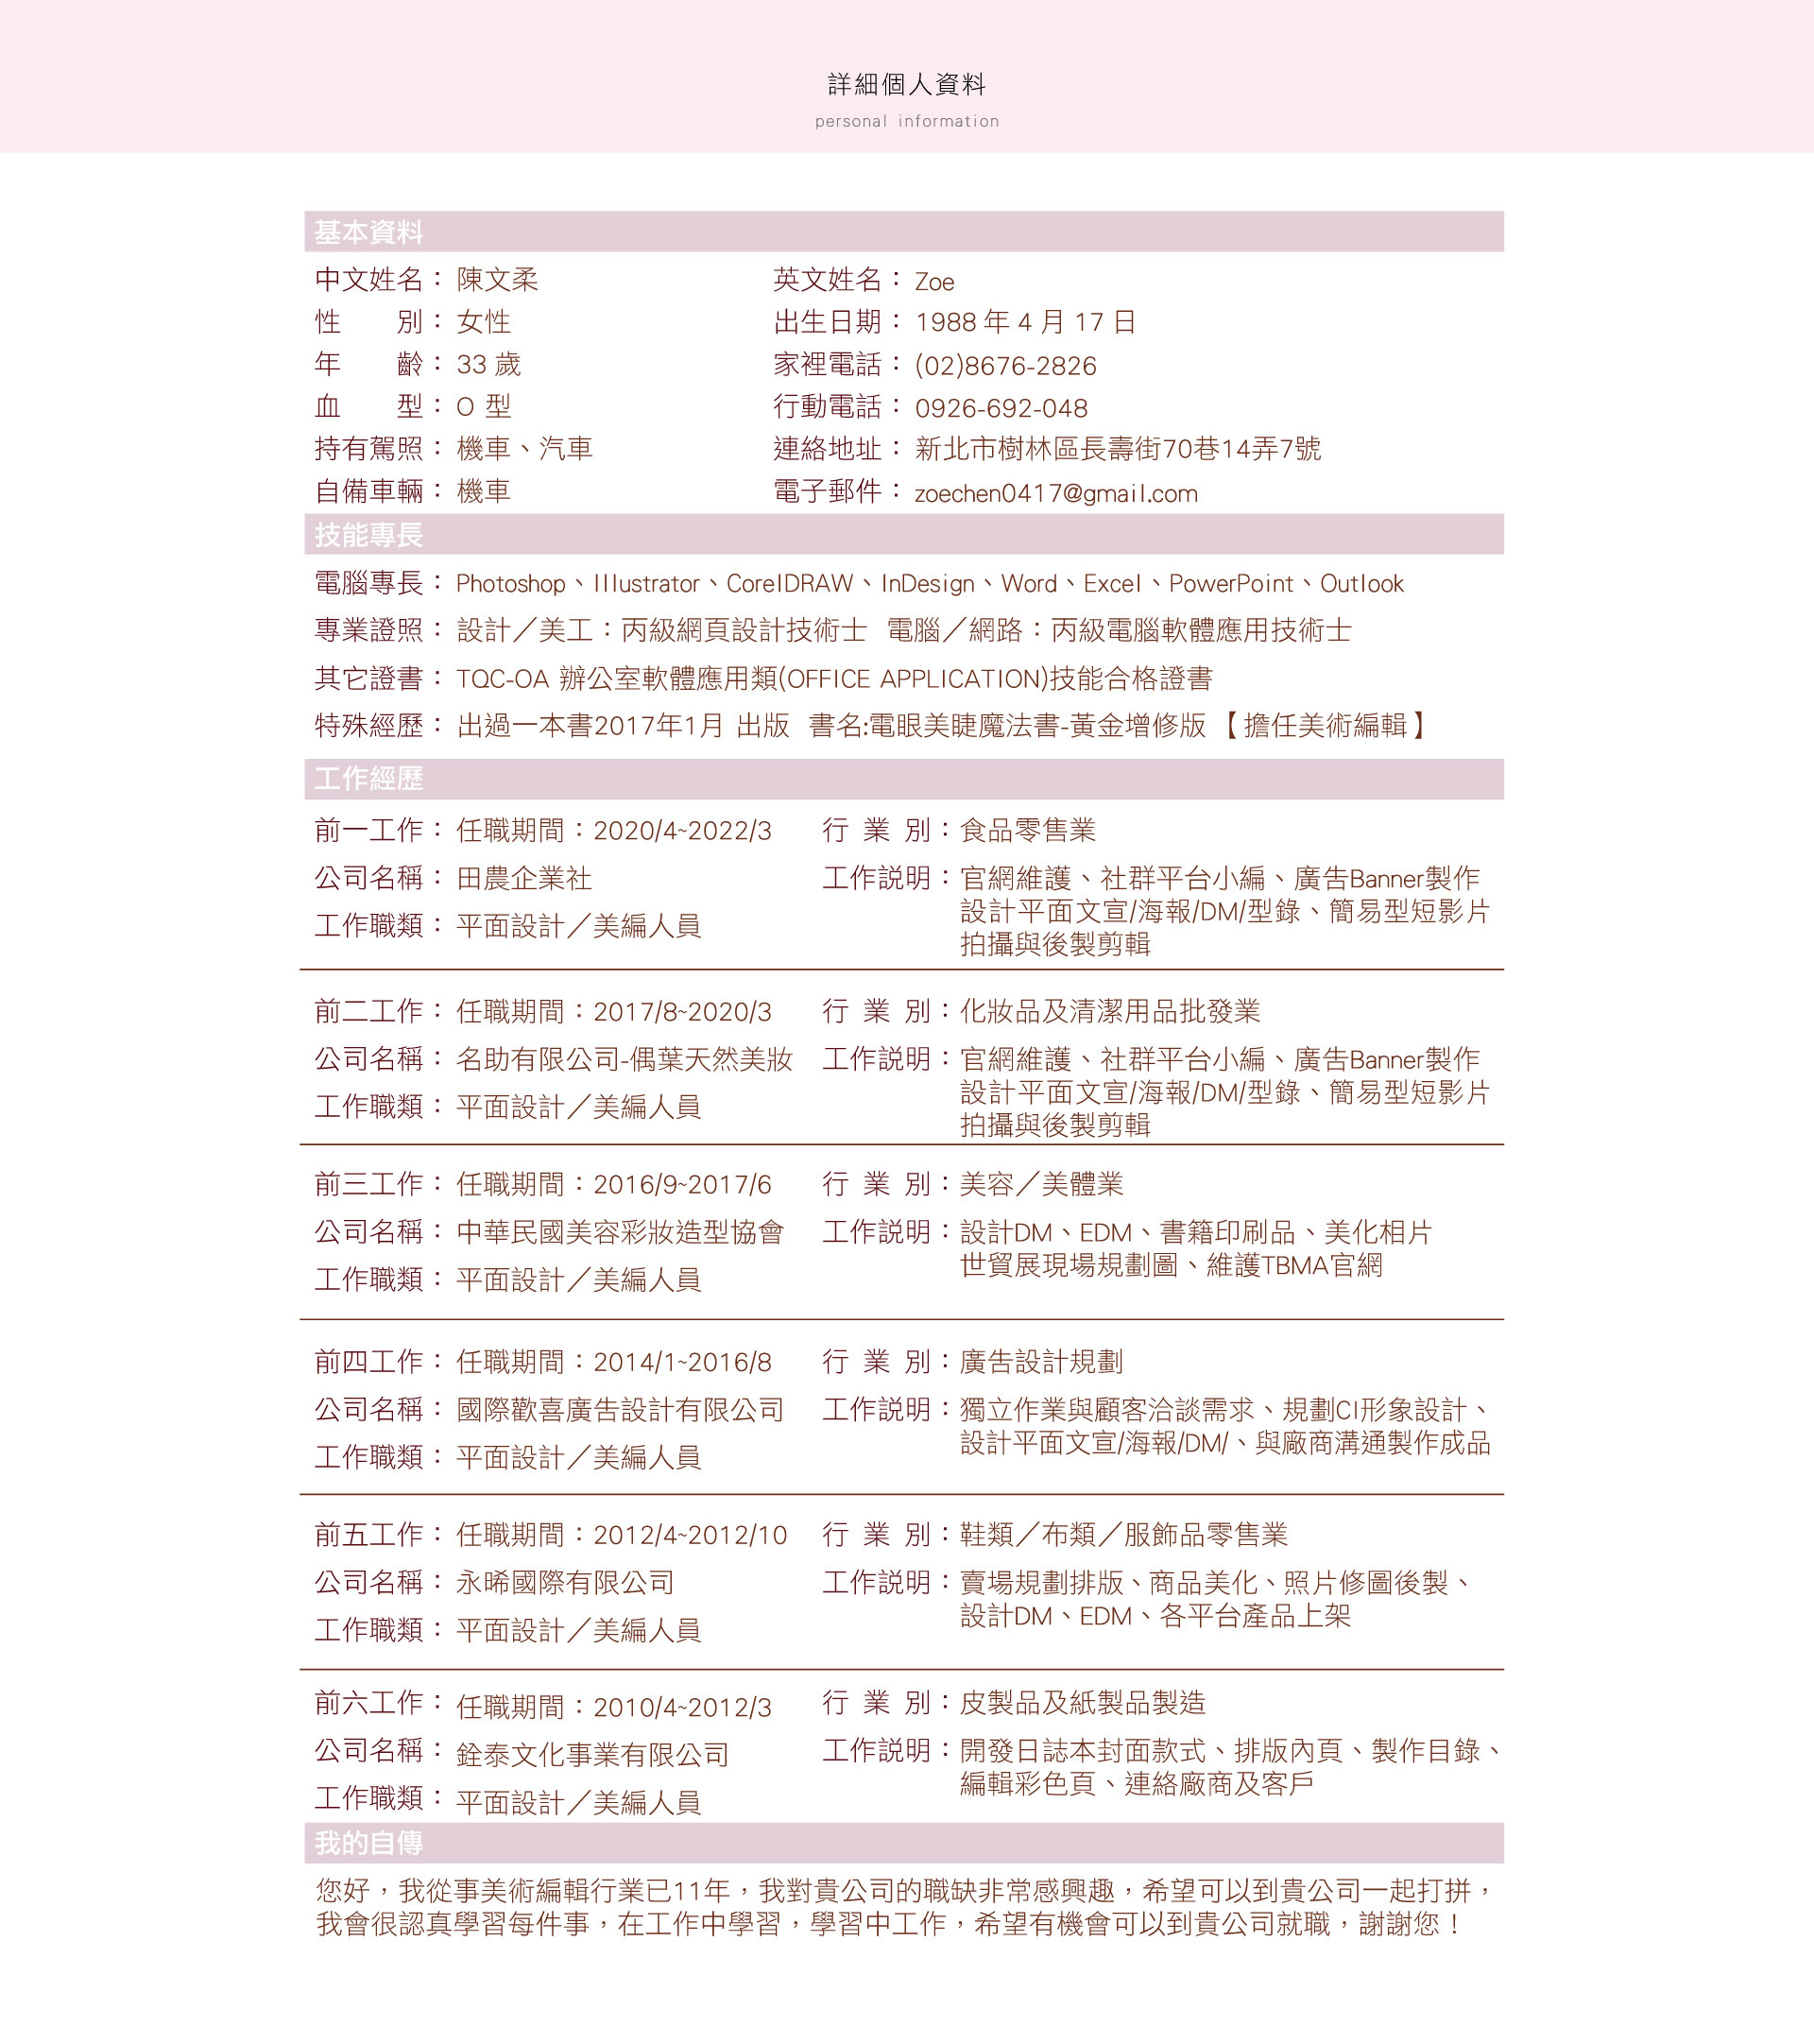 詳細個人資料
personal information
基本資料
中文姓名：陳文柔 英文姓名：Zoe
性 別：女性 出生日期：1988 年 4 月 17 日
年 齡：33 歲 家裡電話：(02)8676-2826
血 型：O 型 行動電話：0926-692-048
持有駕照：機車、汽車 連絡地址：新北市樹林區長壽街70巷14弄7號
自備車輛：機車 電子郵件：zoechen0417@gmail.com
技能專長
電腦專長：Photoshop、Illustrator、CorelDRAW、InDesign、Word、Excel、PowerPoint、Outlook
專業證照：設計／美工：丙級網頁設計技術士 電腦／網路：丙級電腦軟體應用技術士
其它證書：TQC-OA 辦公室軟體應用類(OFFICE APPLICATION)技能合格證書
特殊經歷：出過一本書2017年1月 出版 書名:電眼美睫魔法書-黃金增修版 【擔任美術編輯】
工作經歷
前一工作：任職期間：2020/4~2022/3 行 業 別：食品零售業
公司名稱：田農企業社 工作説明：官網維護、社群平台小編、廣告Banner製作
設計平面文宣/海報/DM/型錄、簡易型短影片
工作職類：平面設計／美編人員
拍攝與後製剪輯
前二工作：任職期間：2017/8~2020/3 行 業 別：化妝品及清潔用品批發業
公司名稱：名助有限公司-偶葉天然美妝 工作説明：官網維護、社群平台小編、廣告Banner製作
設計平面文宣/海報/DM/型錄、簡易型短影片
工作職類：平面設計／美編人員
拍攝與後製剪輯
前三工作：任職期間：2016/9~2017/6 行 業 別：美容／美體業
公司名稱：中華民國美容彩妝造型協會 工作説明：設計DM、EDM、書籍印刷品、美化相片
世貿展現場規劃圖、維護TBMA官網
工作職類：平面設計／美編人員
前四工作：任職期間：2014/1~2016/8 行 業 別：廣告設計規劃
公司名稱：國際歡喜廣告設計有限公司 工作説明：獨立作業與顧客洽談需求、規劃CI形象設計、
設計平面文宣/海報/DM/、與廠商溝通製作成品
工作職類：平面設計／美編人員
前五工作：任職期間：2012/4~2012/10 行 業 別：鞋類／布類／服飾品零售業
公司名稱：永晞國際有限公司 工作説明：賣場規劃排版、商品美化、照片修圖後製、
設計DM、EDM、各平台產品上架
工作職類：平面設計／美編人員
前六工作：任職期間：2010/4~2012/3 行 業 別：皮製品及紙製品製造
公司名稱：銓泰文化事業有限公司 工作説明：開發日誌本封面款式、排版內頁、製作目錄、
編輯彩色頁、連絡廠商及客戶
工作職類：平面設計／美編人員
我的自傳
您好，我從事美術編輯行業已11年，我對貴公司的職缺非常感興趣，希望可以到貴公司一起打拼，
我會很認真學習每件事，在工作中學習，學習中工作，希望有機會可以到貴公司就職，謝謝您！